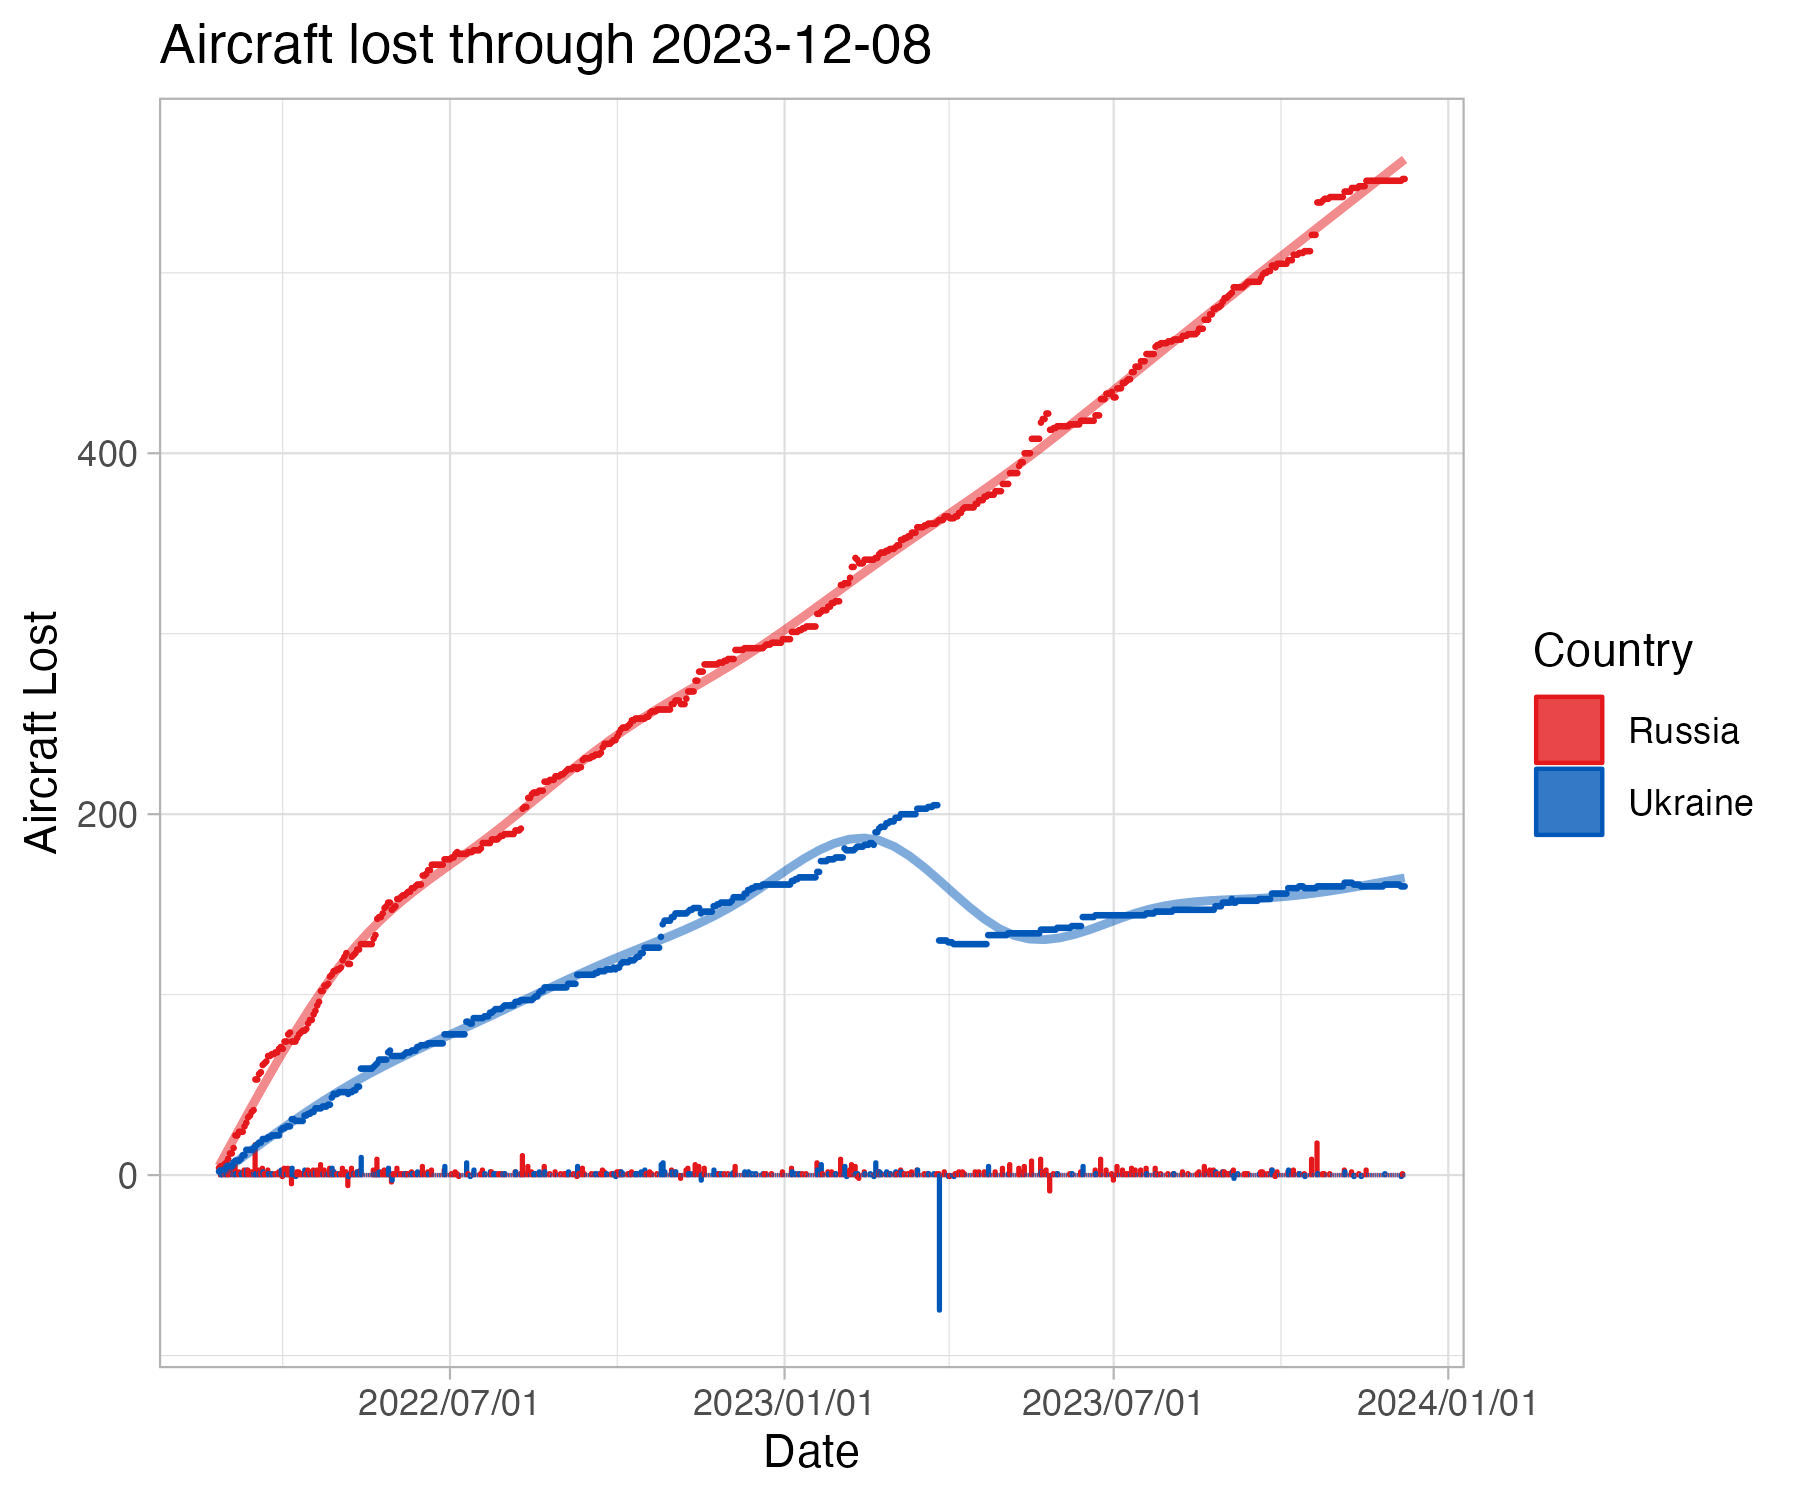 Aircraft lost through 2023-12-08
Aircraft Lost
400
200
0
2022/07/01
2023/01/01
2023/07/01
2024/01/01
Date
Country
Russia
Ukraine